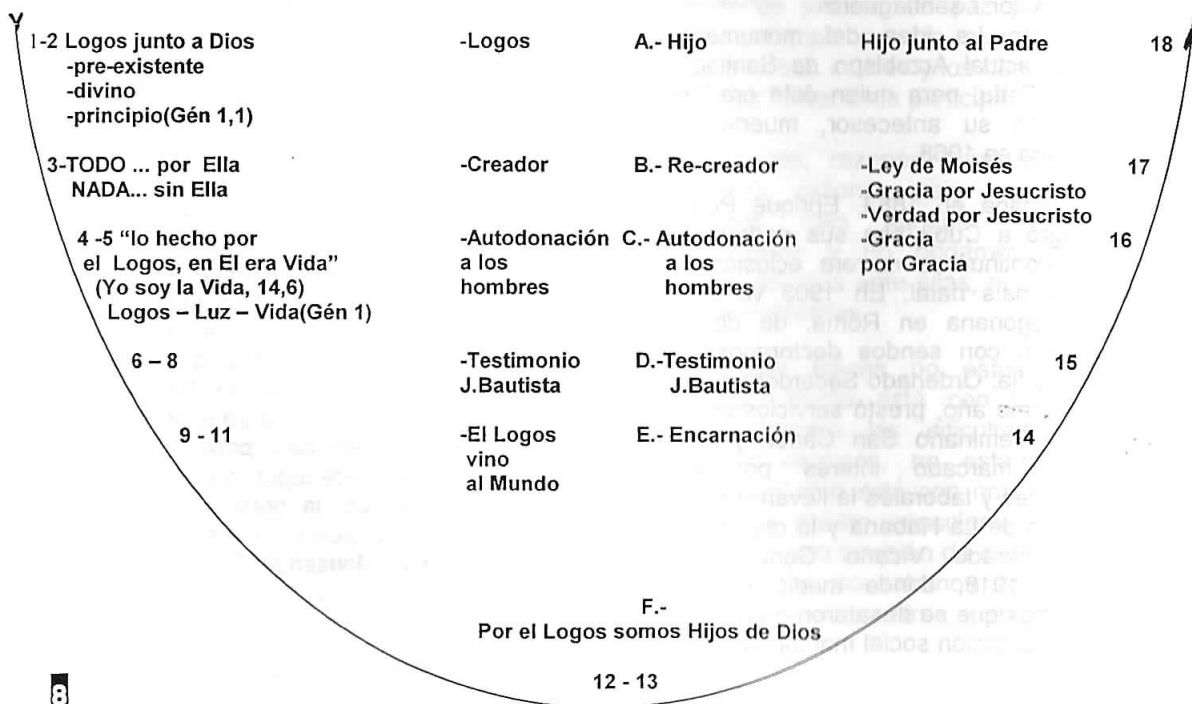 1-2 Logos junto a Dios -Logos A.- Hijo Hijo junto al Padre 18
-pre-existente
-divino
-principio(Gén 1,1)
3-TODO ... por Ella -Creador B.- Re-creador -Ley de Moisés 17
NADA... sin Ella -Gracia por Jesucristo
-Verdad por Jesucristo
4 -5 “lo hecho por -Autodonación C.- Autodonación -Gracia 16
el Logos, en El era Vida” a los a los por Gracia
(Yo soy la Vida, 14,6) hombres hombres
Logos – Luz – Vida(Gén 1)
6 – 8 -Testimonio D.-Testimonio 15
J.Bautista J.Bautista
9 - 11 -El Logos E.- Encarnación 14
vino
al Mundo
F.-
Por el Logos somos Hijos de Dios
12 - 13
8